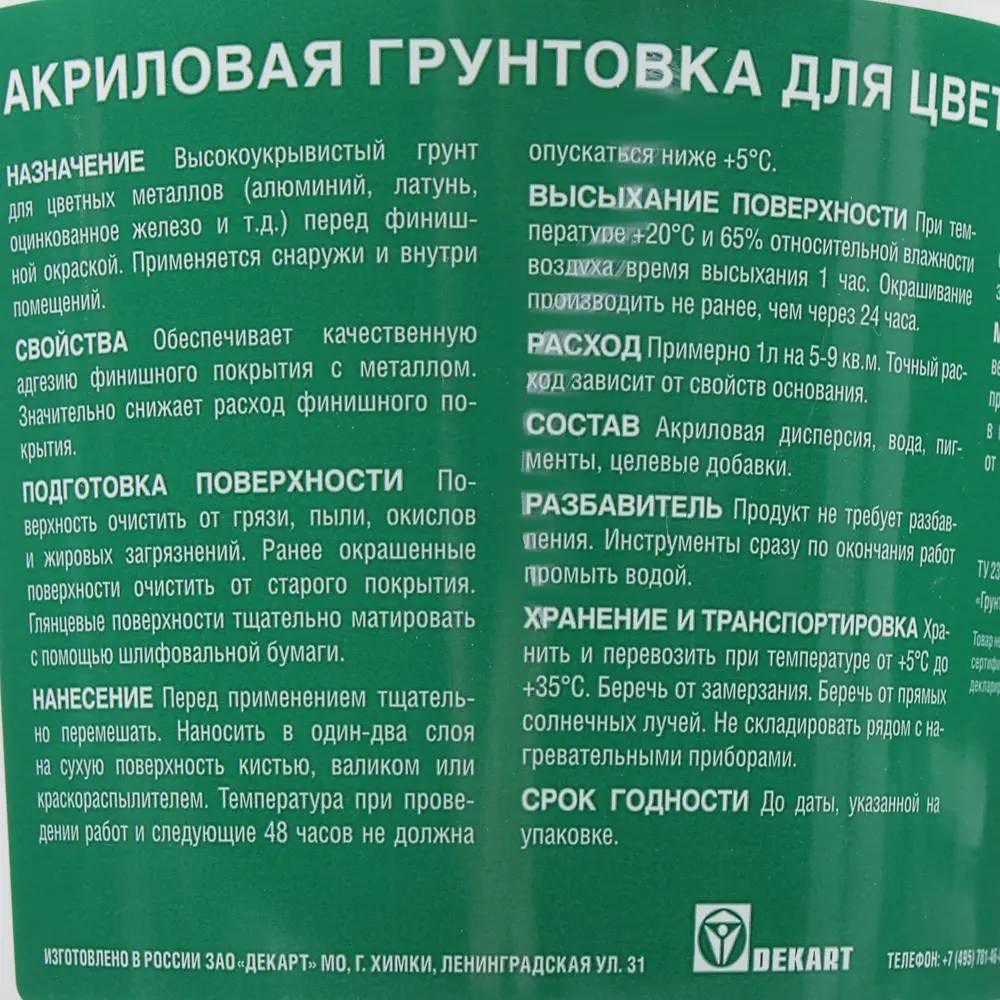 АКРИЛОВАЯ ГРУНТОВКА ДЛЯ ЦВЕТ
НАЗНАЧЕНИЕ Высокоукрывистый грунт
для цветных металлов (алюминий, латунь,
оцинкованное железо и т.д.) перед финиш-
ной окраской. Применяется снаружи и внутри
помещений.
СВОЙСТВА Обеспечивает качественную
адгезию финишного покрытия с металлом.
Значительно снижает расход финишного по-
крытия.
ПОДГОТОВКА ПОВЕРХНОСТИ По-
верхность очистить от грязи, пыли, окислов
и жировых загрязнений. Ранее окрашенные
поверхности очистить от старого покрытия.
Глянцевые поверхности тщательно матировать
с помощью шлифовальной бумаги.
НАНЕСЕНИЕ Перед применением тщатель-
но перемешать. Наносить в один-два слоя
на сухую поверхность кистью, валиком или
краскораспылителем. Температура при прове-
дении работ и следующие 48 часов не должна
опускаться ниже +5°С.
ВЫСЫХАНИЕ ПОВЕРХНОСТИ При тем-
пературе +20°С и 65% относительной влажности
воздуха время высыхания 1 час. Окрашивание
производить не ранее, чем через 24 часа.
РАСХОД Примерно 1л на 5-9 кв.м. Точный рас-
ход зависит от свойств основания.
СОСТАВ Акриловая дисперсия, вода, пиг-
менты, целевые добавки.
РАЗБАВИТЕЛЬ Продукт не требует разбав-
ления. Инструменты сразу по окончания работ
промыть водой.
ХРАНЕНИЕ И ТРАНСПОРТИРОВКА Хра-
нить и перевозить при температуре от +5°С до
+35°С. Беречь от замерзания. Беречь от прямых
солнечных лучей. Не складировать рядом с на-
гревательными приборами.
СРОК ГОДНОСТИ До даты, указанной на
упаковке.
ТУ 23
«Грунт
Товар не
сертифи
деклари
ИЗГОТОВЛЕНО В РОССИИ ЗАО «ДЕКАРТ» МО, Г. ХИМКИ, ЛЕНИНГРАДСКАЯ УЛ. 31
DEKART
ТЕЛЕФОН: +7 (495)